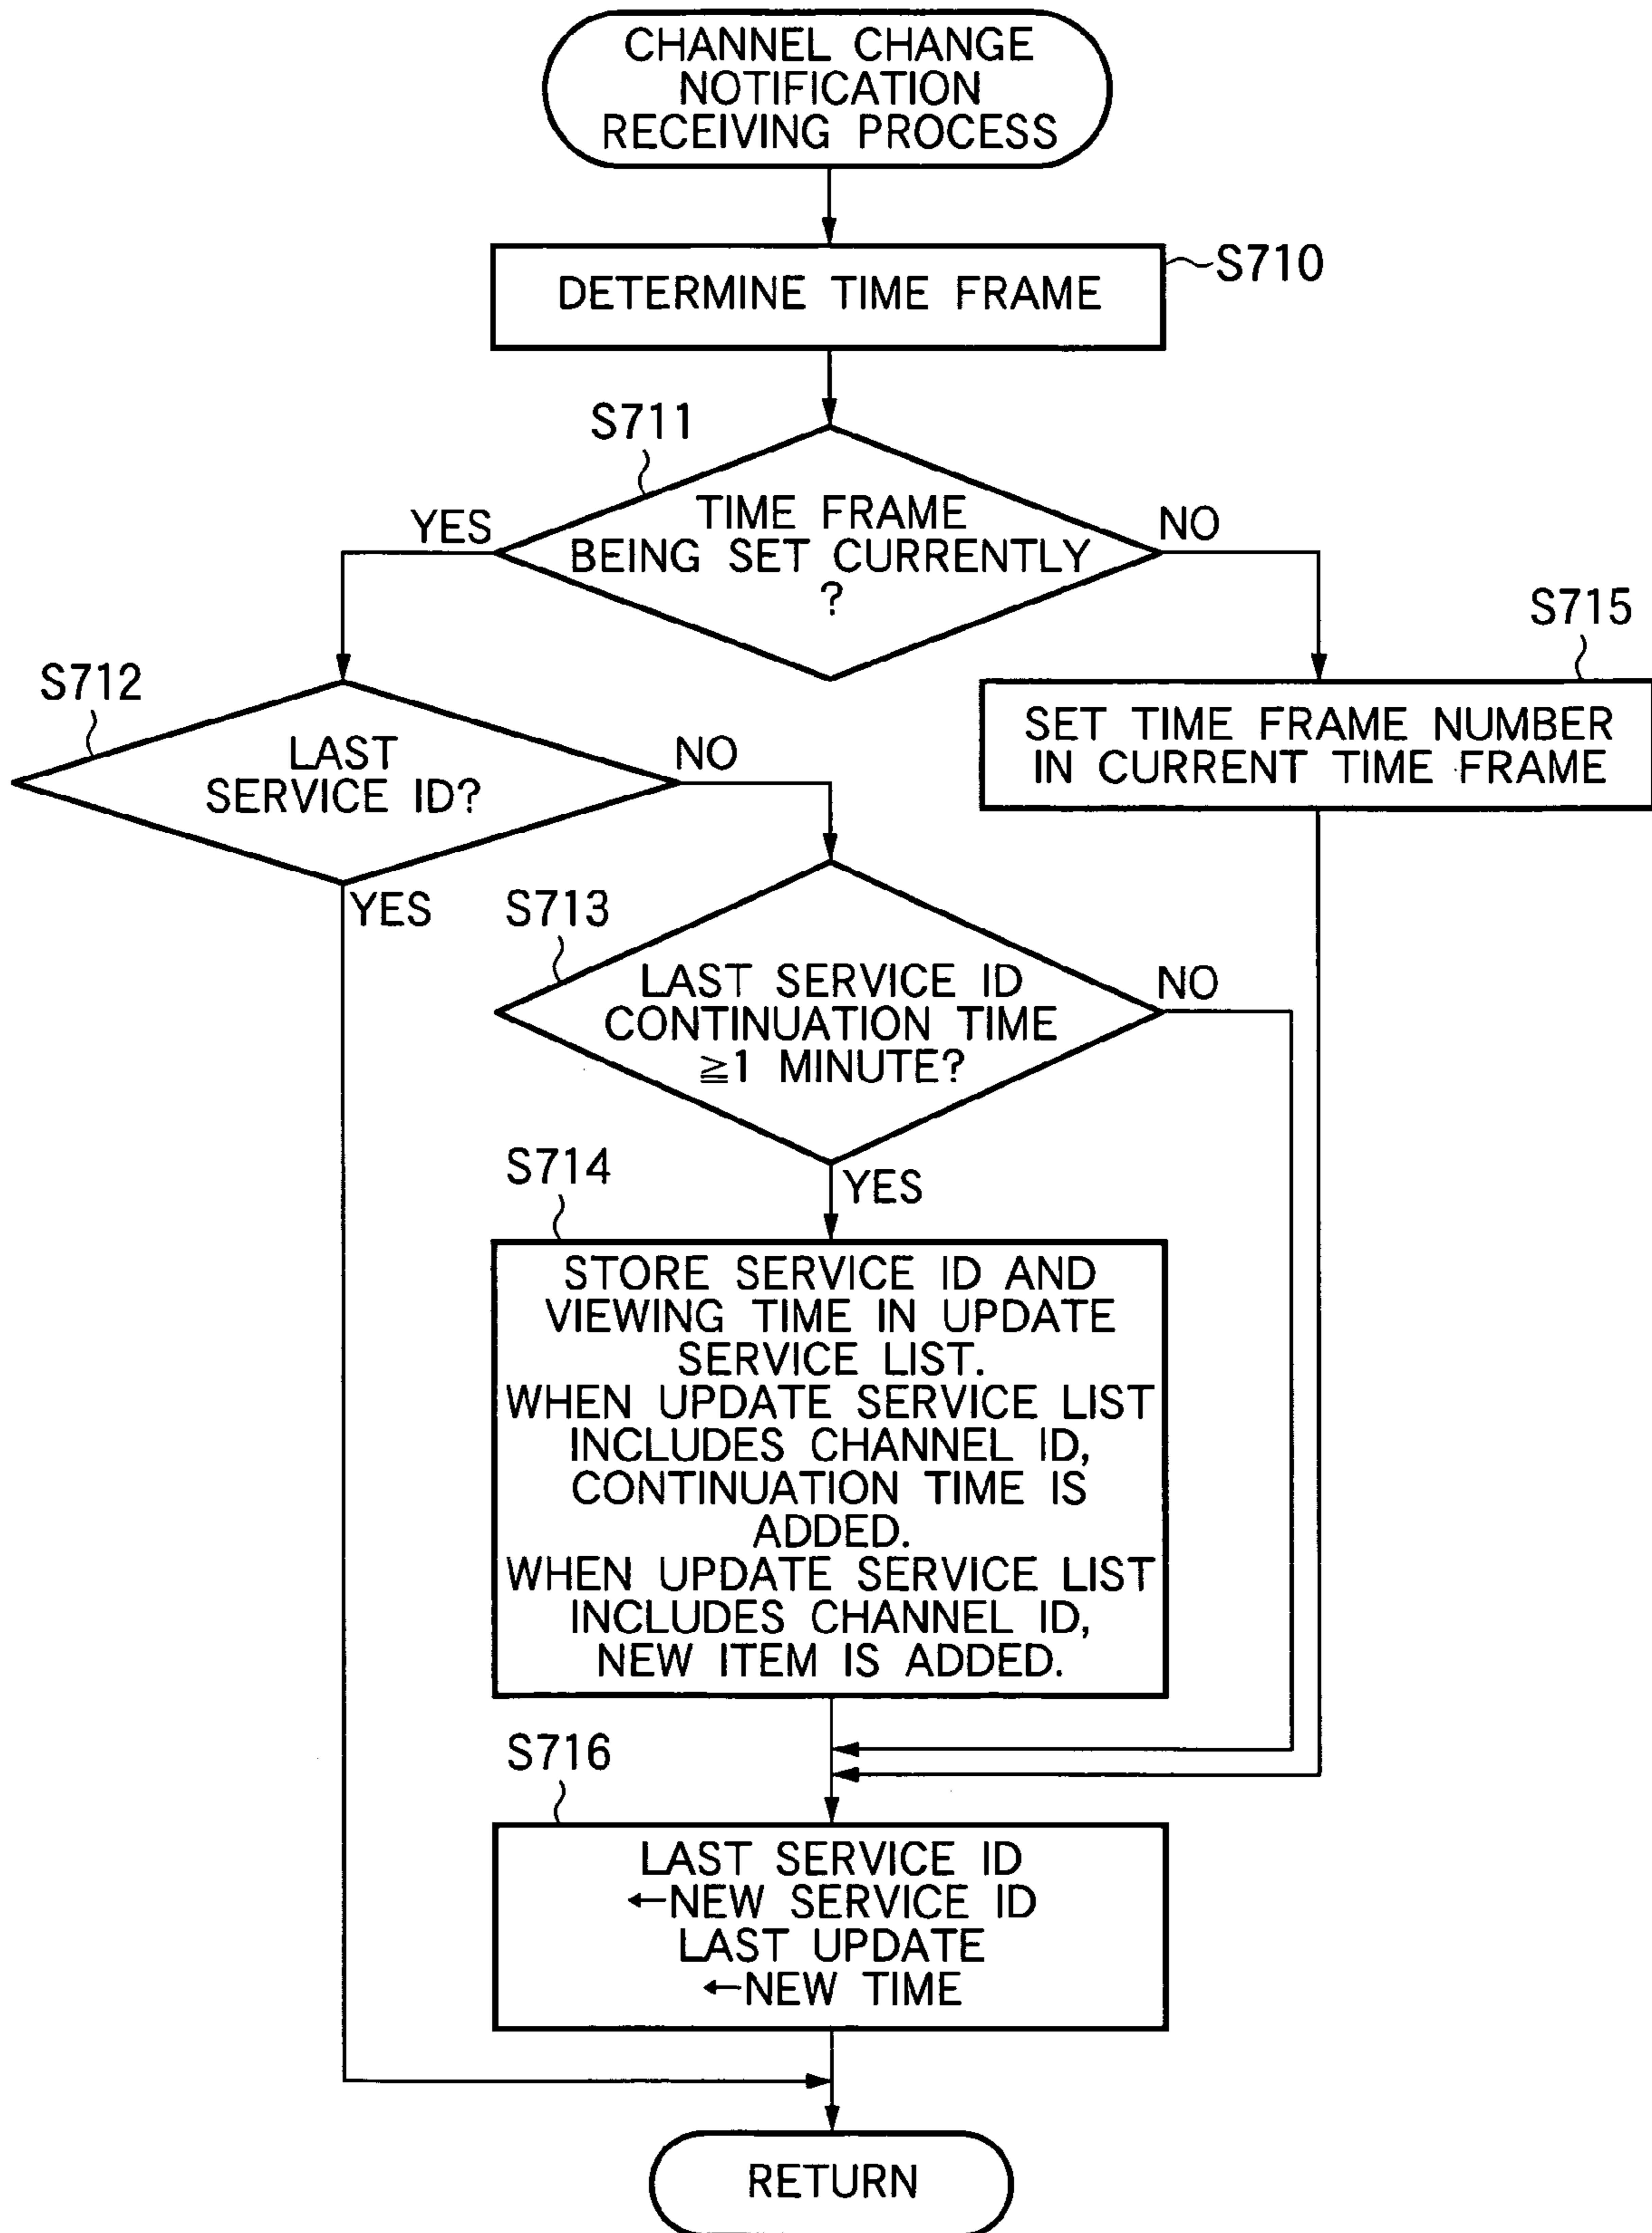 CHANNEL CHANGE
NOTIFICATION
RECEIVING PROCESS
S710
DETERMINE TIME FRAME
S711
TIME FRAME
BEING SET CURRENTLY
?
YES
NO
S715
SET TIME FRAME NUMBER
IN CURRENT TIME FRAME
S712
LAST
SERVICE ID?
NO
YES
S713
LAST SERVICE ID
CONTINUATION TIME
≧1 MINUTE?
NO
YES
S714
STORE SERVICE ID AND
VIEWING TIME IN UPDATE
SERVICE LIST.
WHEN UPDATE SERVICE LIST
INCLUDES CHANNEL ID,
CONTINUATION TIME IS
ADDED.
WHEN UPDATE SERVICE LIST
INCLUDES CHANNEL ID,
NEW ITEM IS ADDED.
S716
LAST SERVICE ID
←NEW SERVICE ID
LAST UPDATE
←NEW TIME
RETURN